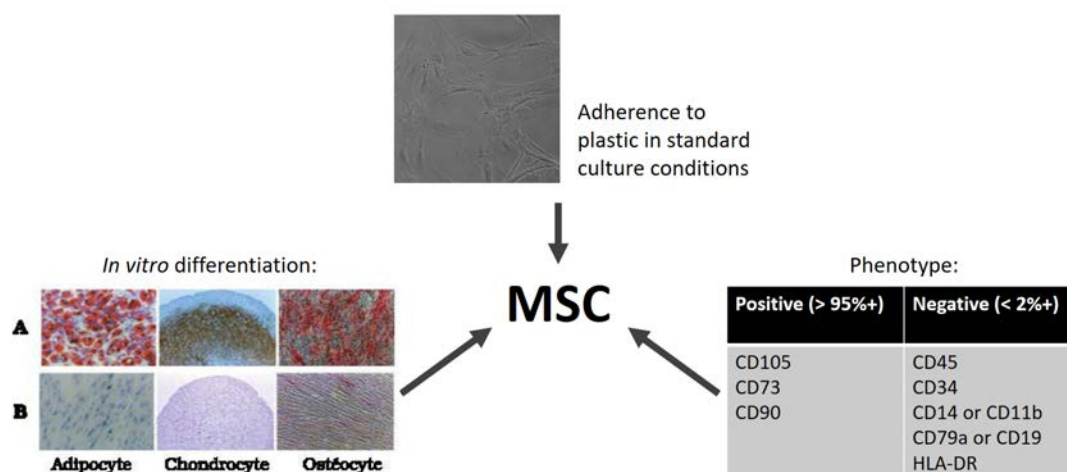 Adherence to
plastic in standard
culture conditions
In vitro differentiation:
A
B
Adipocyte Chondrocyte Ostéocyte
MSC
Phenotype:
Positive (> 95%+) Negative (< 2%+)
CD105 CD45
CD73 CD34
CD90 CD14 or CD11b
CD79a or CD19
HLA-DR